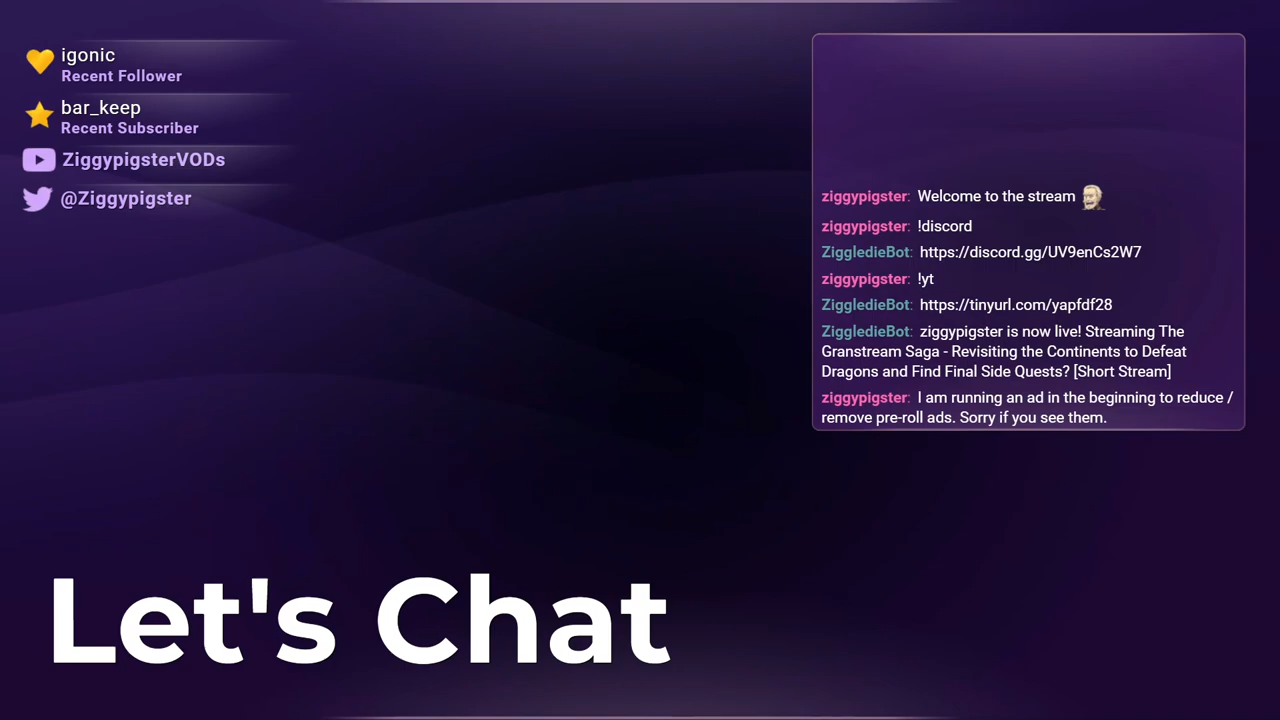 igonic
Recent Follower
bar_keep
Recent Subscriber
ZiggypigsterVODs
@Ziggypigster
ziggypigster: Welcome to the stream
ziggypigster: !discord
ZiggledieBot: https://discord.gg/UV9enCs2W7
ziggypigster: !yt
ZiggledieBot: https://tinyurl.com/yapfdf28
ZiggledieBot: ziggypigster is now live! Streaming The
Granstream Saga - Revisiting the Continents to Defeat
Dragons and Find Final Side Quests? [Short Stream]
ziggypigster: I am running an ad in the beginning to reduce /
remove pre-roll ads. Sorry if you see them.
Let's Chat